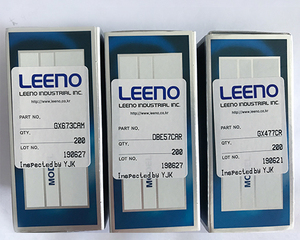 LEENO
LEENO INDUSTRIAL INC.
http://www.leeno.co.kr
PART NO.
GX673CAM
Q'TY.
200
LOT NO.
190627
Inspected by YJK
LEENO
LEENO INDUSTRIAL INC.
http://www.leeno.co.kr
PART NO.
DBE57CAR
Q'TY.
200
LOT NO.
190627
Inspected by YJK
LEENO
LEENO INDUSTRIAL INC.
http://www.leeno.co.kr
PART NO.
GX477CR
Q'TY.
200
LOT NO.
190621
Inspected by YJK